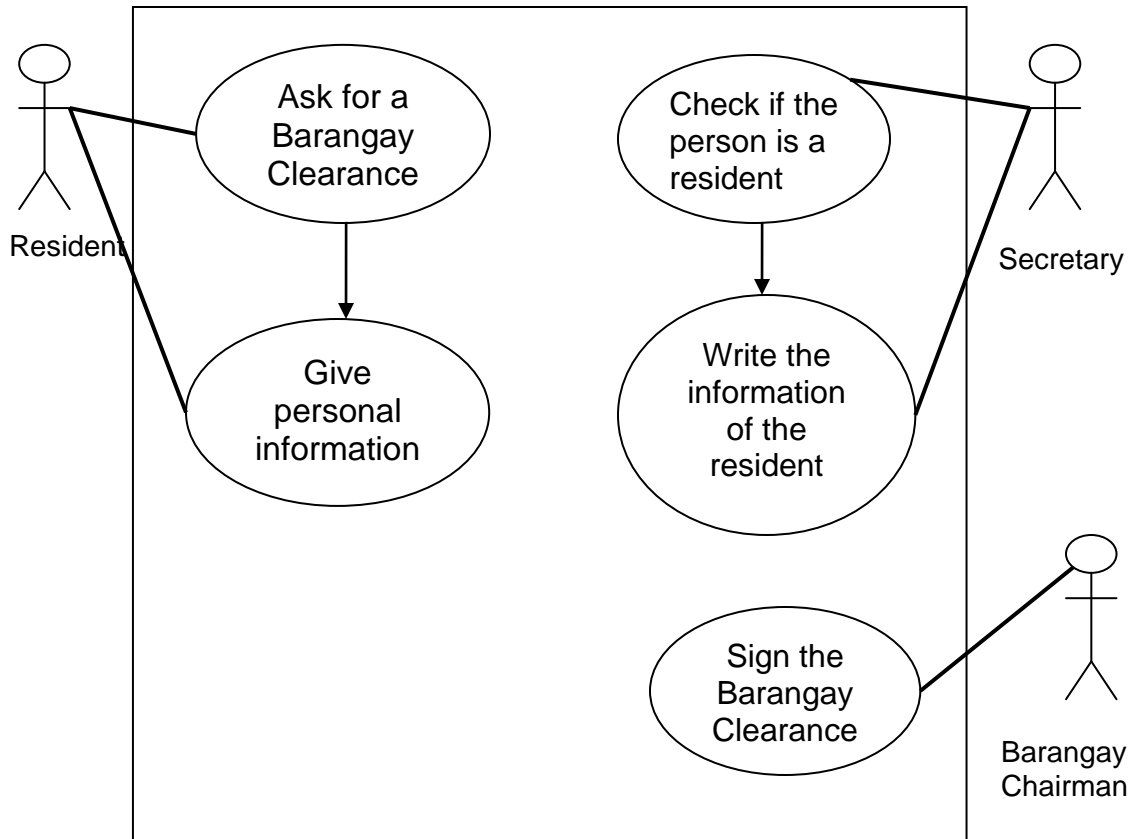 Ask for a
Barangay
Clearance
Check if the
person is a
resident
Resident
Secretary
Give
personal
information
Write the
information
of the
resident
Sign the
Barangay
Clearance
Barangay
Chairman